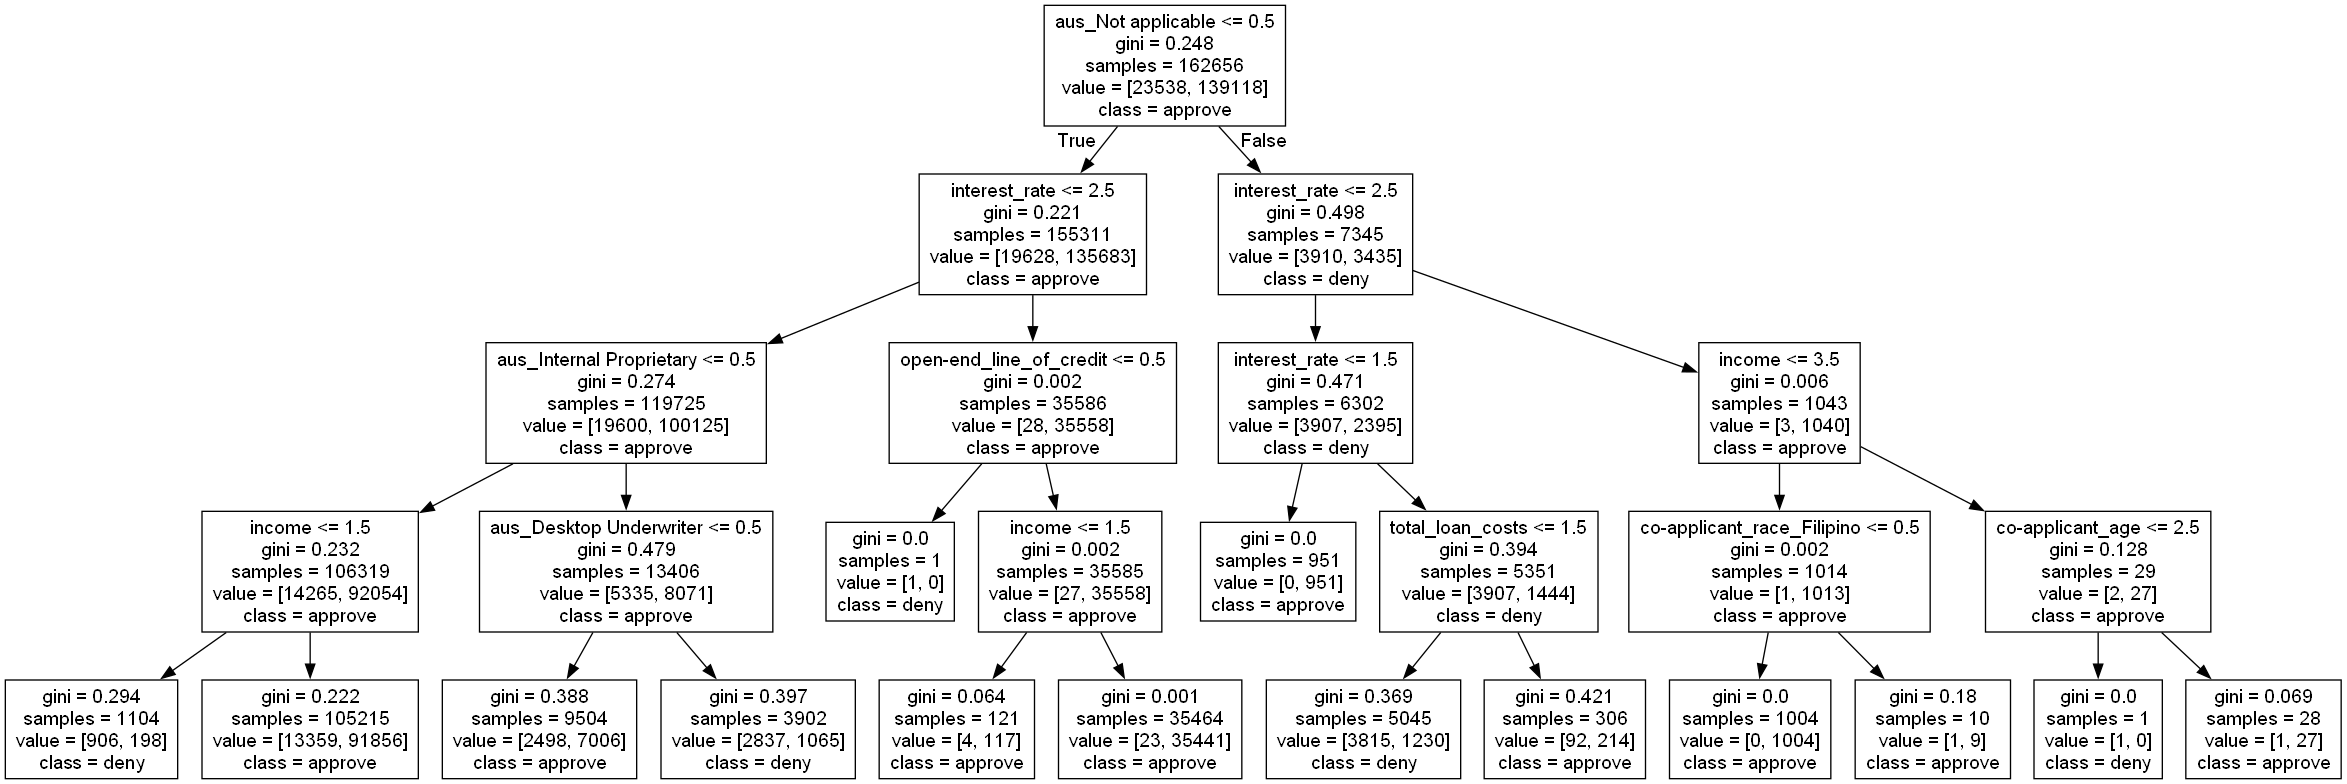 aus_Not applicable <= 0.5
gini = 0.248
samples = 162656
value = [23538, 139118]
class = approve
True
False
interest_rate <= 2.5
gini = 0.221
samples = 155311
value = [19628, 135683]
class = approve
interest_rate <= 2.5
gini = 0.498
samples = 7345
value = [3910, 3435]
class = deny
aus_Internal Proprietary <= 0.5
gini = 0.274
samples = 119725
value = [19600, 100125]
class = approve
open-end_line_of_credit <= 0.5
gini = 0.002
samples = 35586
value = [28, 35558]
class = approve
interest_rate <= 1.5
gini = 0.471
samples = 6302
value = [3907, 2395]
class = deny
income <= 3.5
gini = 0.006
samples = 1043
value = [3, 1040]
class = approve
income <= 1.5
gini = 0.232
samples = 106319
value = [14265, 92054]
class = approve
aus_Desktop Underwriter <= 0.5
gini = 0.479
samples = 13406
value = [5335, 8071]
class = approve
gini = 0.0
samples = 1
value = [1, 0]
class = deny
income <= 1.5
gini = 0.002
samples = 35585
value = [27, 35558]
class = approve
gini = 0.0
samples = 951
value = [0, 951]
class = approve
total_loan_costs <= 1.5
gini = 0.394
samples = 5351
value = [3907, 1444]
class = deny
co-applicant_race_Filipino <= 0.5
gini = 0.002
samples = 1014
value = [1, 1013]
class = approve
co-applicant_age <= 2.5
gini = 0.128
samples = 29
value = [2, 27]
class = approve
gini = 0.294
samples = 1104
value = [906, 198]
class = deny
gini = 0.222
samples = 105215
value = [13359, 91856]
class = approve
gini = 0.388
samples = 9504
value = [2498, 7006]
class = approve
gini = 0.397
samples = 3902
value = [2837, 1065]
class = deny
gini = 0.064
samples = 121
value = [4, 117]
class = approve
gini = 0.001
samples = 35464
value = [23, 35441]
class = approve
gini = 0.369
samples = 5045
value = [3815, 1230]
class = deny
gini = 0.421
samples = 306
value = [92, 214]
class = approve
gini = 0.0
samples = 1004
value = [0, 1004]
class = approve
gini = 0.18
samples = 10
value = [1, 9]
class = approve
gini = 0.0
samples = 1
value = [1, 0]
class = deny
gini = 0.069
samples = 28
value = [1, 27]
class = approve